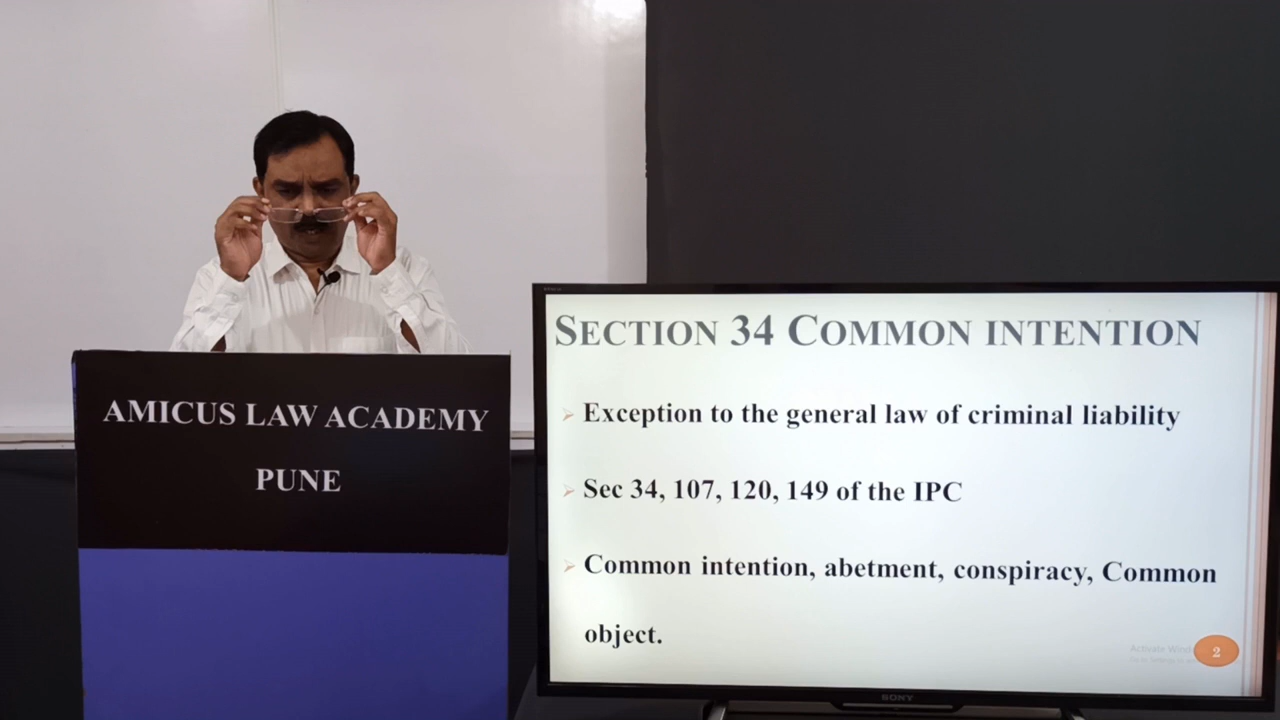 AMICUS LAW ACADEMY
PUNE
SECTION 34 COMMON INTENTION
Exception to the general law of criminal liability
Sec 34, 107, 120, 149 of the IPC
Common intention, abetment, conspiracy, Common
object.
Activate
2
SONY